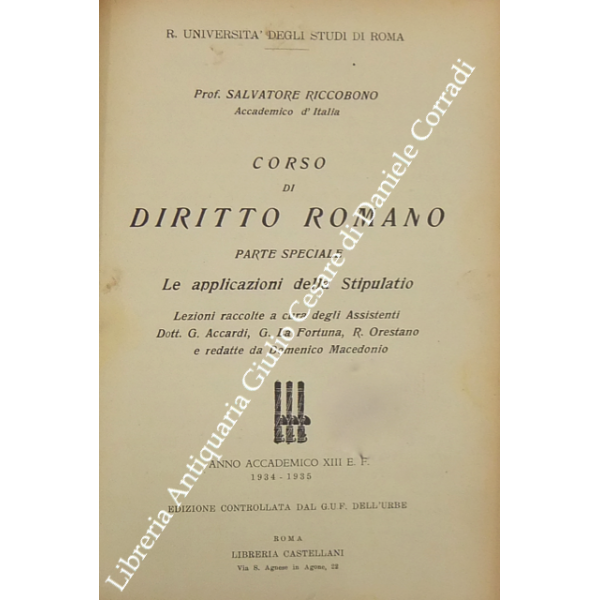 R. UNIVERSITA' DEGLI STUDI DI ROMA
Prof. SALVATORE RICCOBONO
Accademico d'Italia
CORSO
DI
DIRITTO ROMANO
PARTE SPECIALE
Le applicazioni della Stipulatio
Lezioni raccolte a cura degli Assistenti
Dott. G. Accardi, G. La Fortuna, R. Orestano
e redatte da Domenico Macedonio
ANNO ACCADEMICO XIII E. F.
1934 - 1935
EDIZIONE CONTROLLATA DAL G.U.F. DELL'URBE
ROMA
LIBRERIA CASTELLANI
Via S. Agnese in Agone, 22
Libreria Antiquaria Giulio Cesare di Daniele Corradi